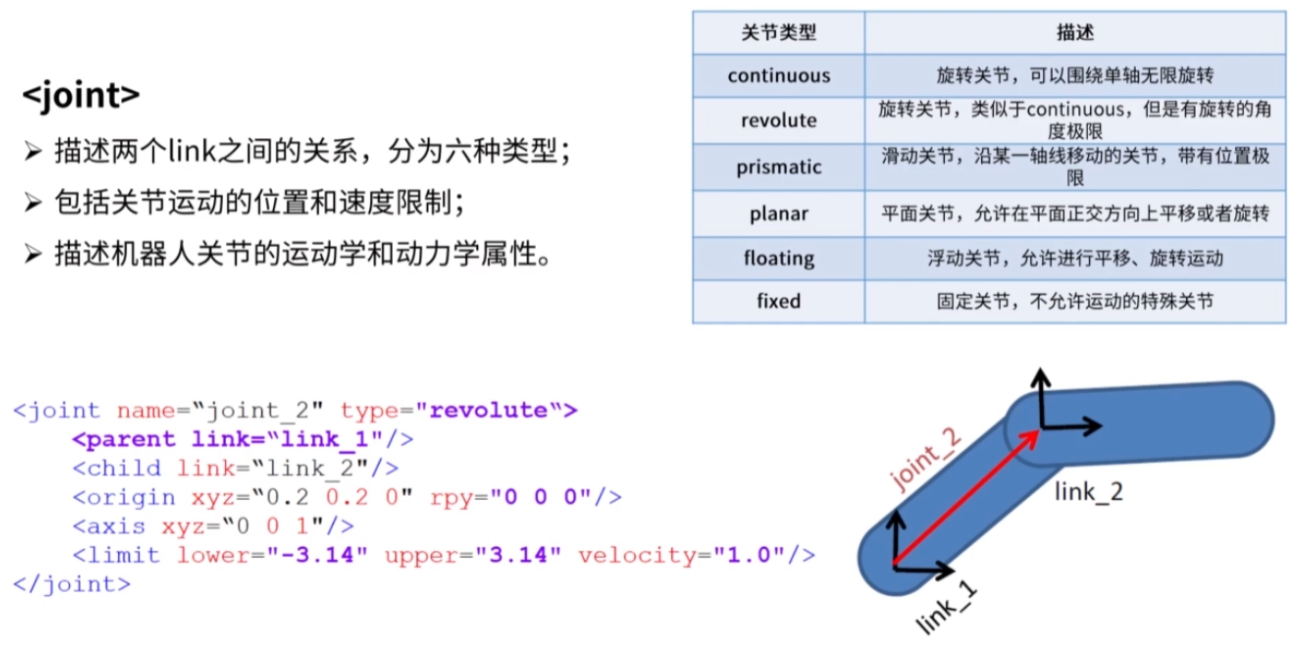 <joint>
➢ 描述两个link之间的关系，分为六种类型；
➢ 包括关节运动的位置和速度限制；
➢ 描述机器人关节的运动学和动力学属性。
关节类型 描述
continuous 旋转关节，可以围绕单轴无限旋转
revolute 旋转关节，类似于continuous，但是有旋转的角
度极限
prismatic 滑动关节，沿某一轴线移动的关节，带有位置极
限
planar 平面关节，允许在平面正交方向上平移或者旋转
floating 浮动关节，允许进行平移、旋转运动
fixed 固定关节，不允许运动的特殊关节
<joint name=“joint_2" type="revolute“>
<parent link=“link_1"/>
<child link=“link_2"/>
<origin xyz=“0.2 0.2 0" rpy="0 0 0"/>
<axis xyz=“0 0 1"/>
<limit lower="-3.14" upper="3.14" velocity="1.0"/>
</joint>
joint_2
link_2
link_1